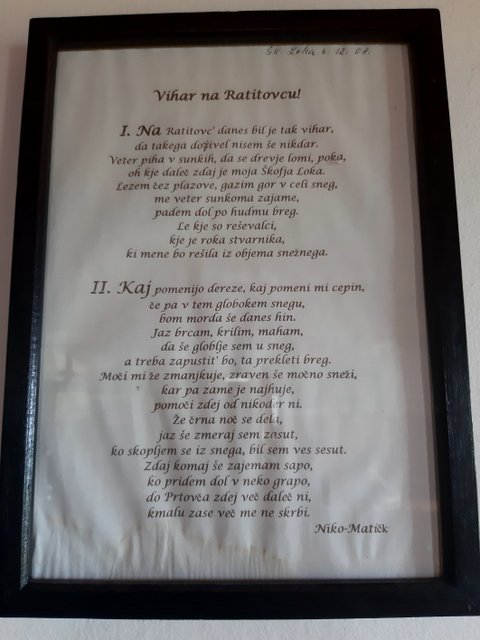 Šk. Loka 6. 12. 08.
Vihar na Ratitovcu!
I. Na Ratitovc' danes bil je tak vihar,
da takega doživel nisem še nikdar.
Veter piha v sunkih, da se drevje lomi, poka,
oh kje daleč zdaj je moja Škofja Loka.
Lezem čez plazove, gazim gor v celi sneg,
me veter sunkoma zajame,
padem dol po hudmu breg.
Le kje so reševalci,
kje je roka stvarnika,
ki mene bo rešila iz objema snežnega.
II. Kaj pomenijo dereze, kaj pomeni mi cepin,
če pa v tem globokem snegu,
bom morda še danes hin.
Jaz brcam, krilim, maham,
da še globlje sem u sneg,
a treba zapustit' bo, ta prekleti breg.
Moči mi že zmanjkuje, zraven še močno sneži,
kar pa zame je najhuje,
pomoči zdej od nikoder ni.
Že črna noč se dela,
jaz še zmeraj sem zasut,
ko skopljem se iz snega, bil sem ves sesut.
Zdaj komaj še zajemam sapo,
ko pridem dol v neko grapo,
do Prtovča zdej več daleč ni,
kmalu zase več me ne skrbi.
Niko-Matičk